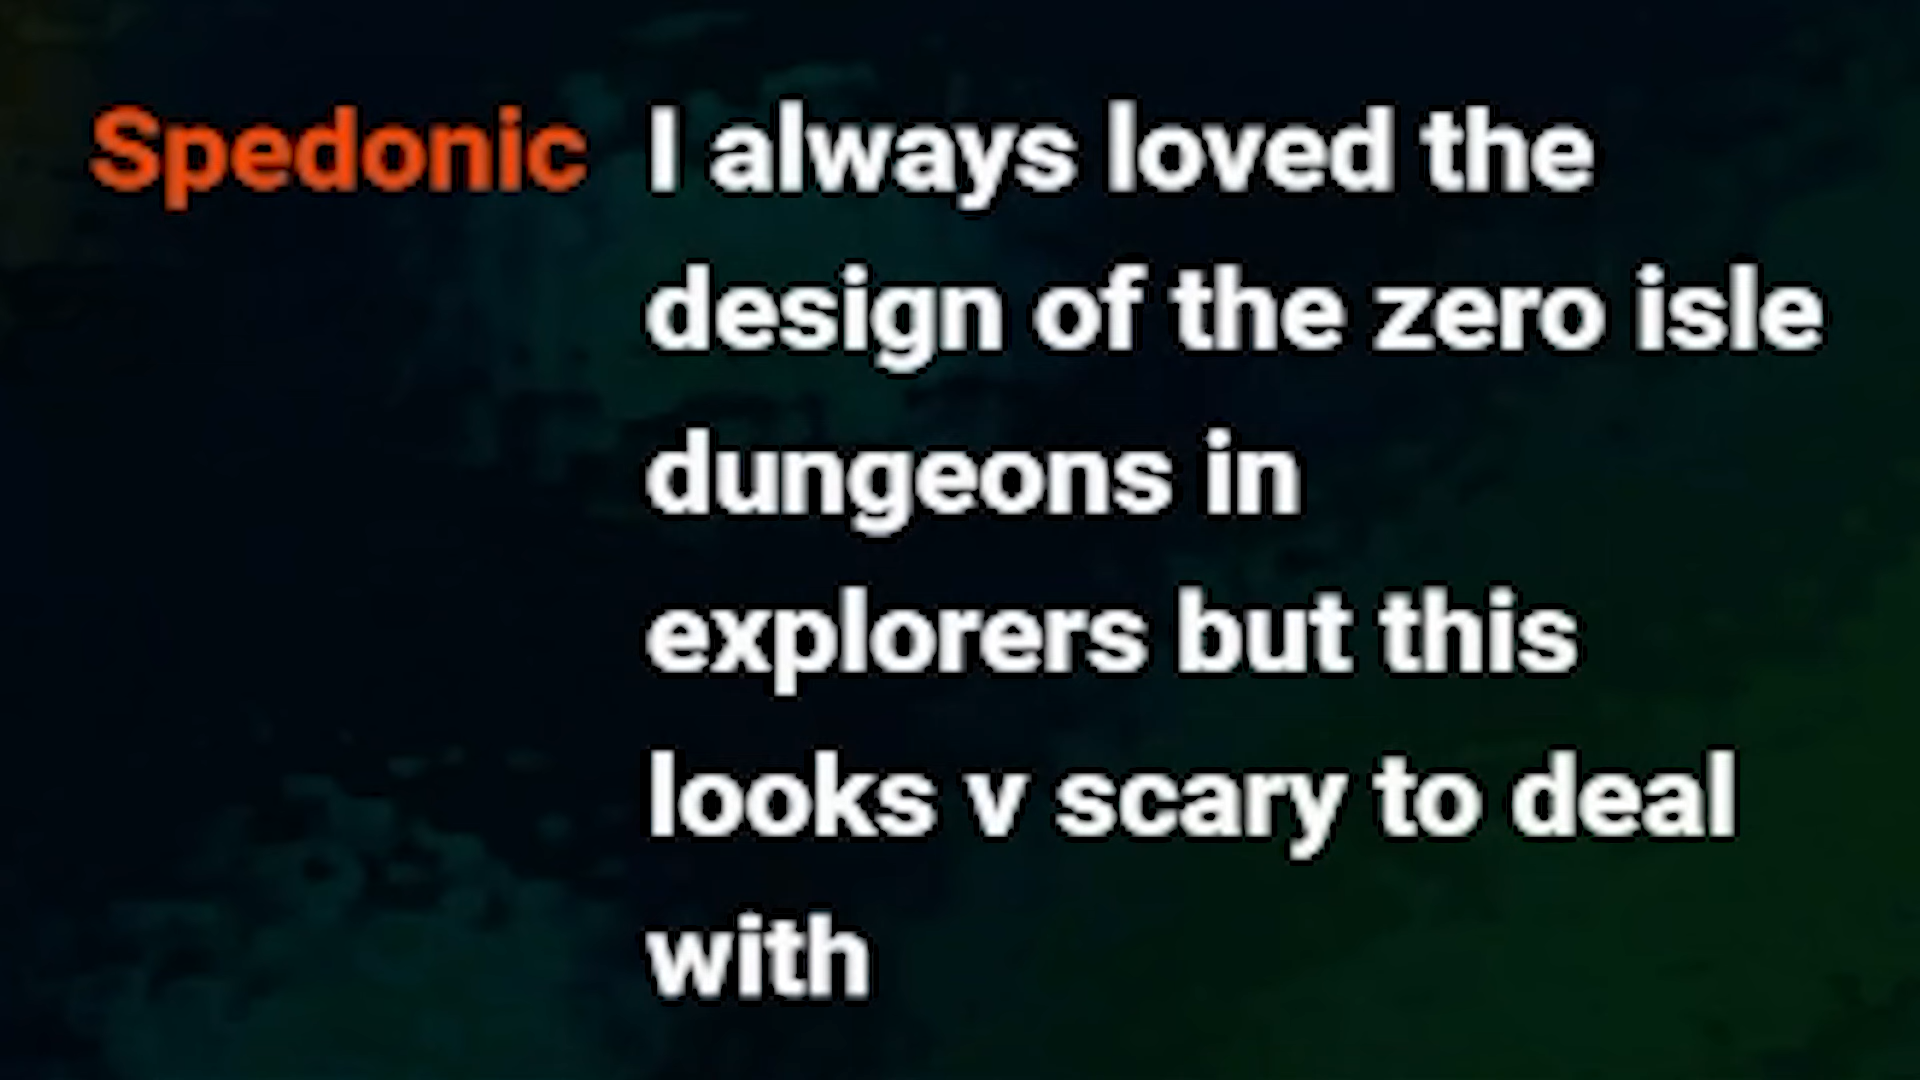 Spedonic I always loved the
design of the zero isle
dungeons in
explorers but this
looks v scary to deal
with